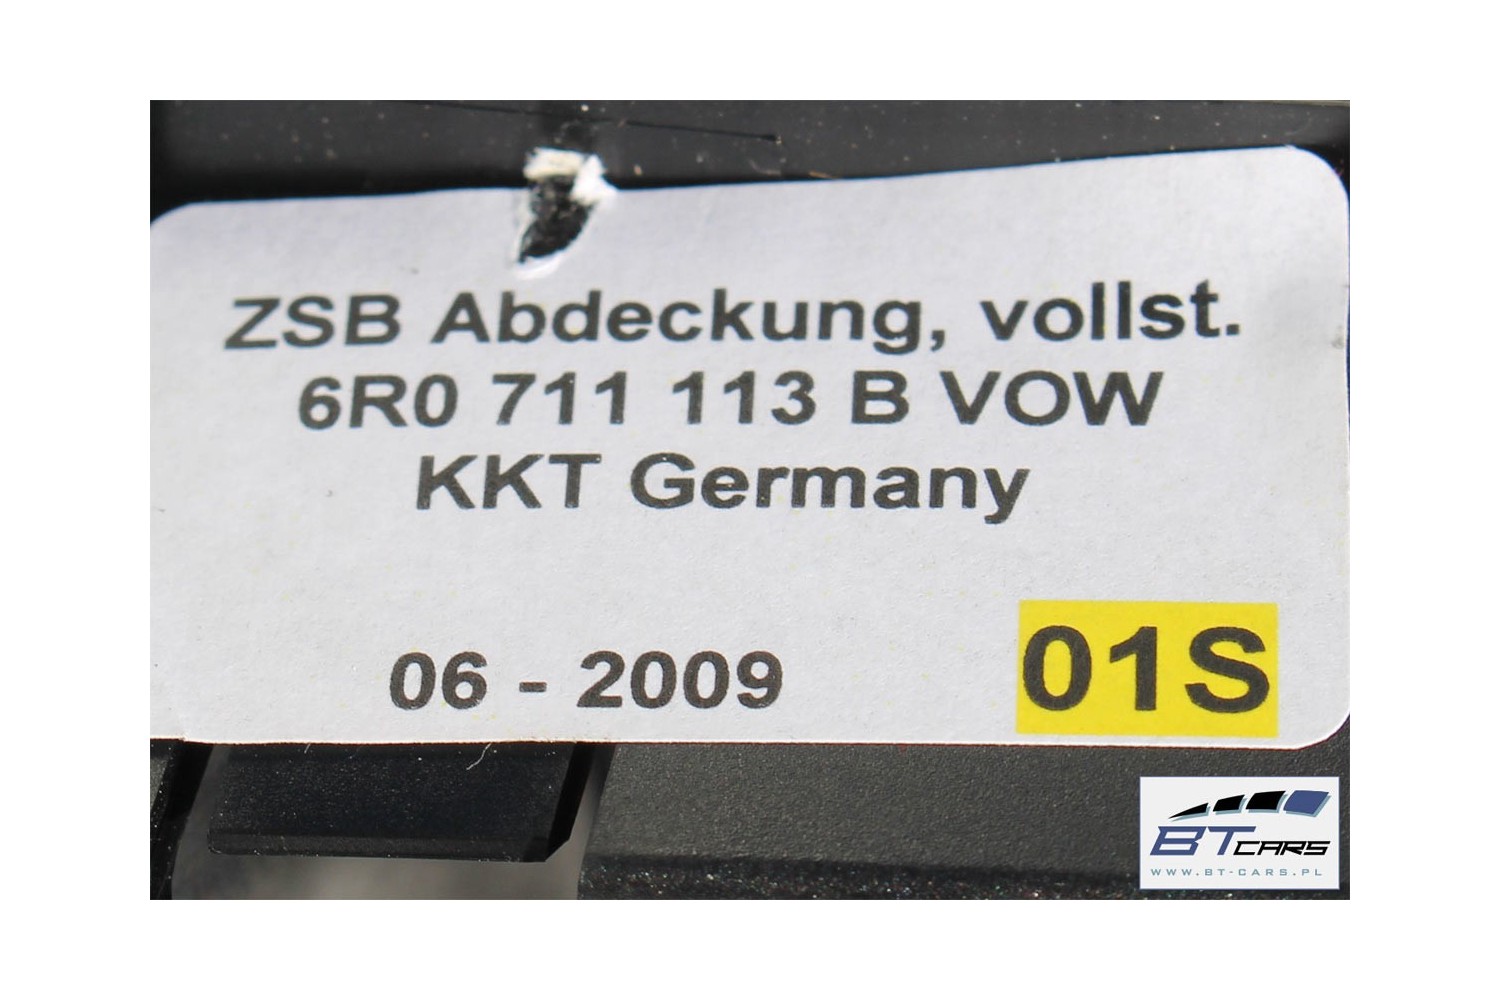 ZSB Abdeckung, vollst.
6R0 711 113 B VOW
KKT Germany
06 - 2009
01S
BT CARS
WWW.BT-CARS.PL